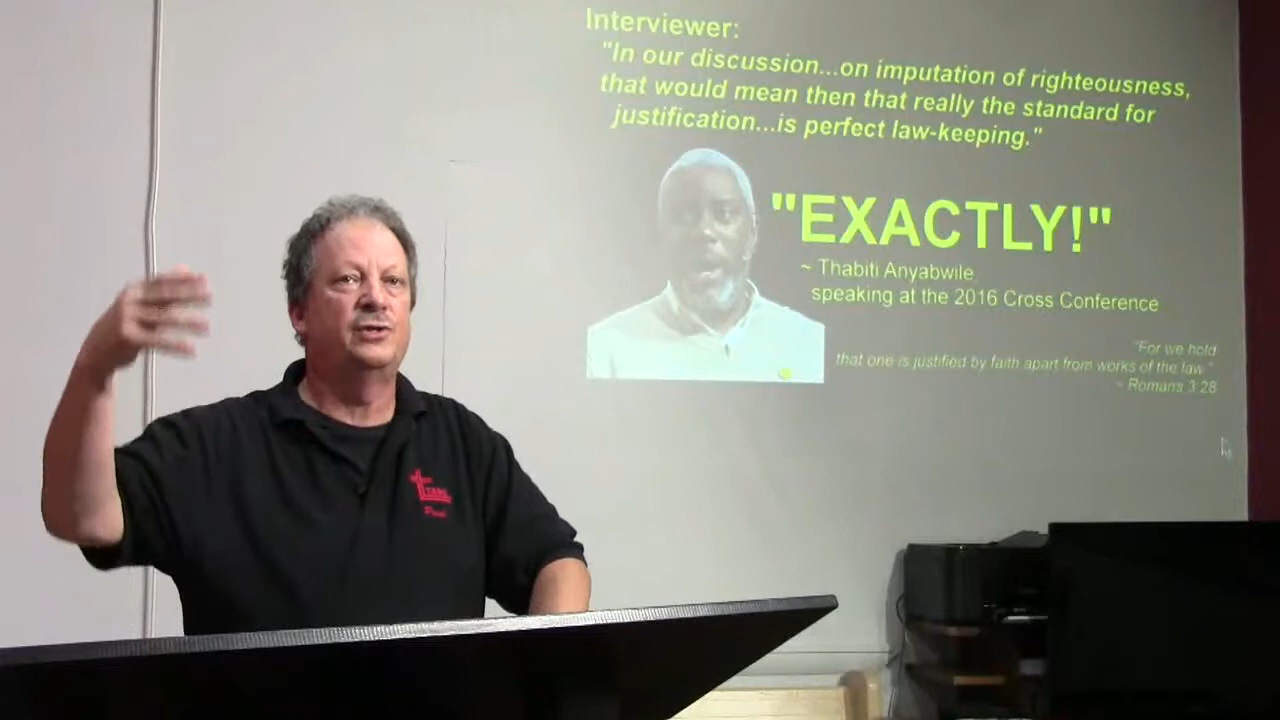 Interviewer:
"In our discussion...on imputation of righteousness,
that would mean then that really the standard for
justification...is perfect law-keeping."
"EXACTLY!"
~ Thabiti Anyabwile
speaking at the 2016 Cross Conference
"For we hold
that one is justified by faith apart from works of the law."
~ Romans 3:28